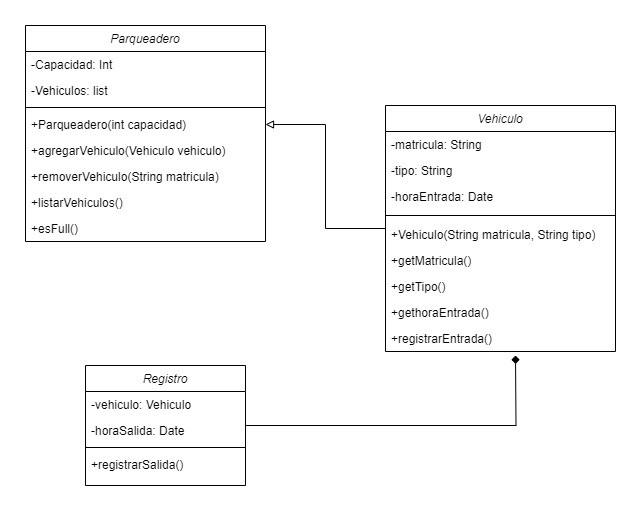 Parqueadero
-Capacidad: Int
-Vehiculos: list
+Parqueadero(int capacidad)
+agregarVehiculo(Vehiculo vehiculo)
+removerVehiculo(String matricula)
+listarVehiculos()
+esFull()
Vehiculo
-matricula: String
-tipo: String
-horaEntrada: Date
+Vehiculo(String matricula, String tipo)
+getMatricula()
+getTipo()
+gethoraEntrada()
+registrarEntrada()
Registro
-vehiculo: Vehiculo
-horaSalida: Date
+registrarSalida()